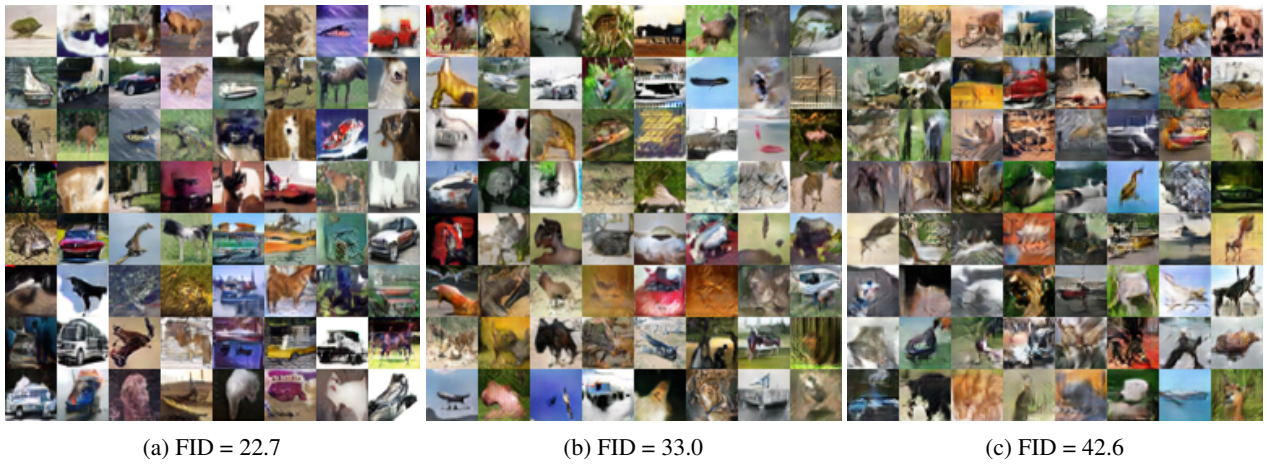 (a) FID = 22.7
(b) FID = 33.0
(c) FID = 42.6